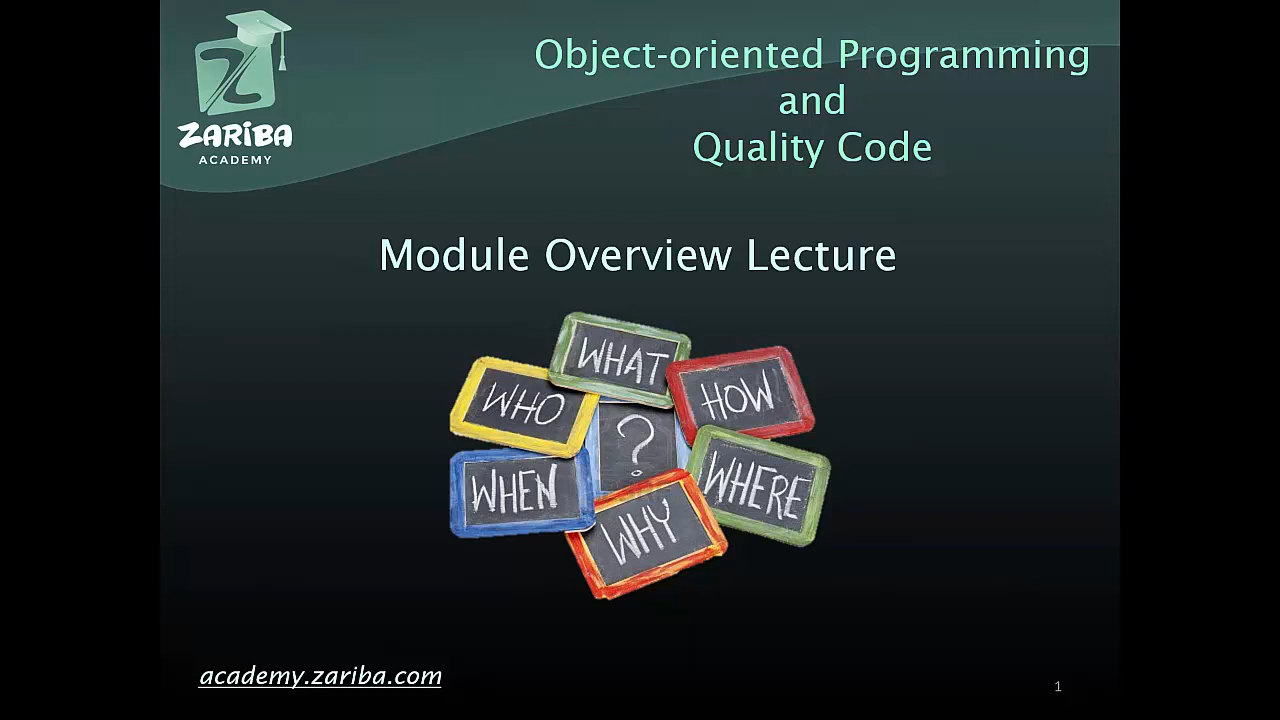 Object-oriented Programming
and
Quality Code
ZARIBA
ACADEMY
Module Overview Lecture
WHAT
WHO
HOW
?
WHEN
WHERE
WHY
academy.zariba.com
1